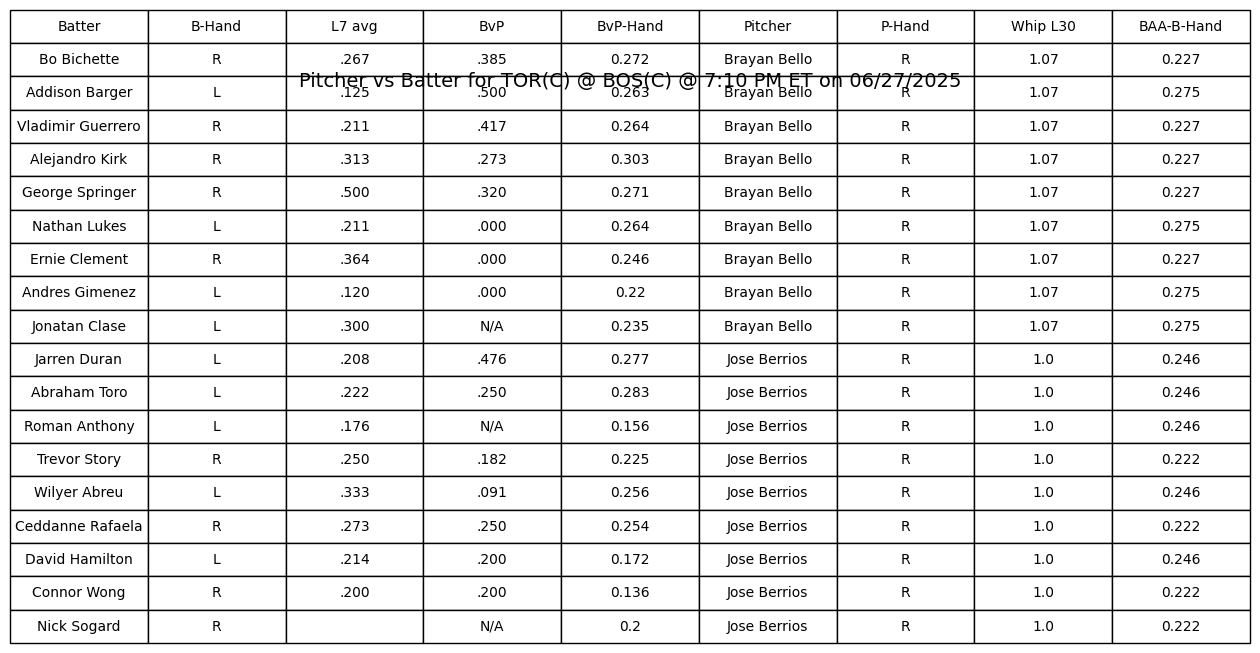 Batter B-Hand L7 avg BvP BvP-Hand Pitcher P-Hand Whip L30 BAA-B-Hand
Bo Bichette R .267 .385 0.272 Brayan Bello R 1.07 0.227
Pitcher vs Batter for TOR(C) @ BOS(C) @ 7:10 PM ET on 06/27/2025
Addison Barger L .125 .500 0.263 Brayan Bello R 1.07 0.275
Vladimir Guerrero R .211 .417 0.264 Brayan Bello R 1.07 0.227
Alejandro Kirk R .313 .273 0.303 Brayan Bello R 1.07 0.227
George Springer R .500 .320 0.271 Brayan Bello R 1.07 0.227
Nathan Lukes L .211 .000 0.264 Brayan Bello R 1.07 0.275
Ernie Clement R .364 .000 0.246 Brayan Bello R 1.07 0.227
Andres Gimenez L .120 .000 0.22 Brayan Bello R 1.07 0.275
Jonatan Clase L .300 N/A 0.235 Brayan Bello R 1.07 0.275
Jarren Duran L .208 .476 0.277 Jose Berrios R 1.0 0.246
Abraham Toro L .222 .250 0.283 Jose Berrios R 1.0 0.246
Roman Anthony L .176 N/A 0.156 Jose Berrios R 1.0 0.246
Trevor Story R .250 .182 0.225 Jose Berrios R 1.0 0.222
Wilyer Abreu L .333 .091 0.256 Jose Berrios R 1.0 0.246
Ceddanne Rafaela R .273 .250 0.254 Jose Berrios R 1.0 0.222
David Hamilton L .214 .200 0.172 Jose Berrios R 1.0 0.246
Connor Wong R .200 .200 0.136 Jose Berrios R 1.0 0.222
Nick Sogard R N/A 0.2 Jose Berrios R 1.0 0.222